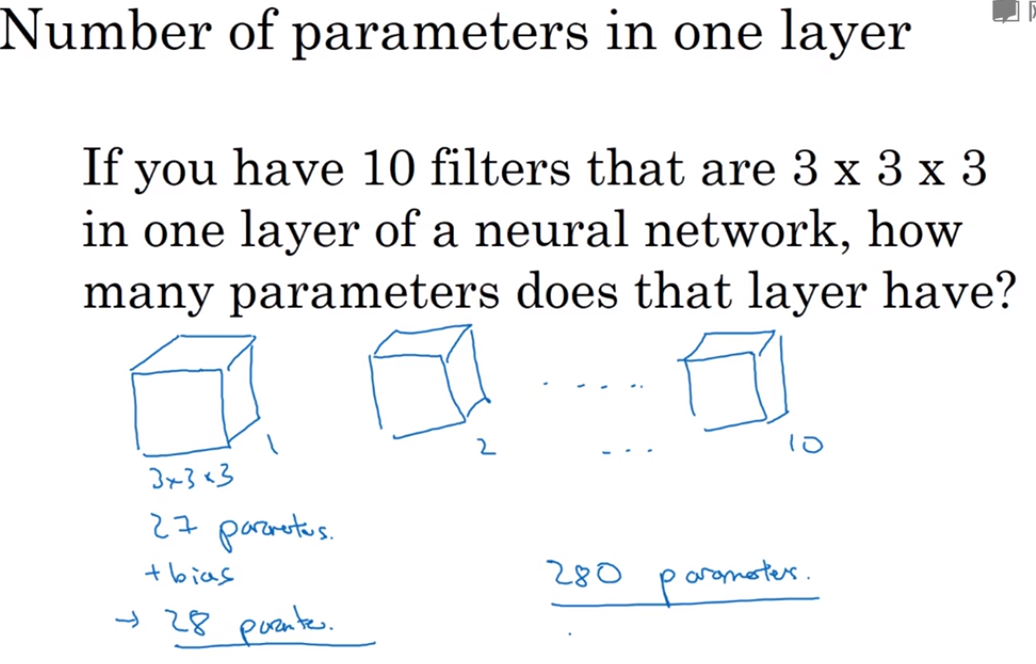 Number of parameters in one layer
If you have 10 filters that are 3 x 3 x 3
in one layer of a neural network, how
many parameters does that layer have?
1
2
10
3x3x3
27 parameters.
+bias
→ 28
280 parameters.